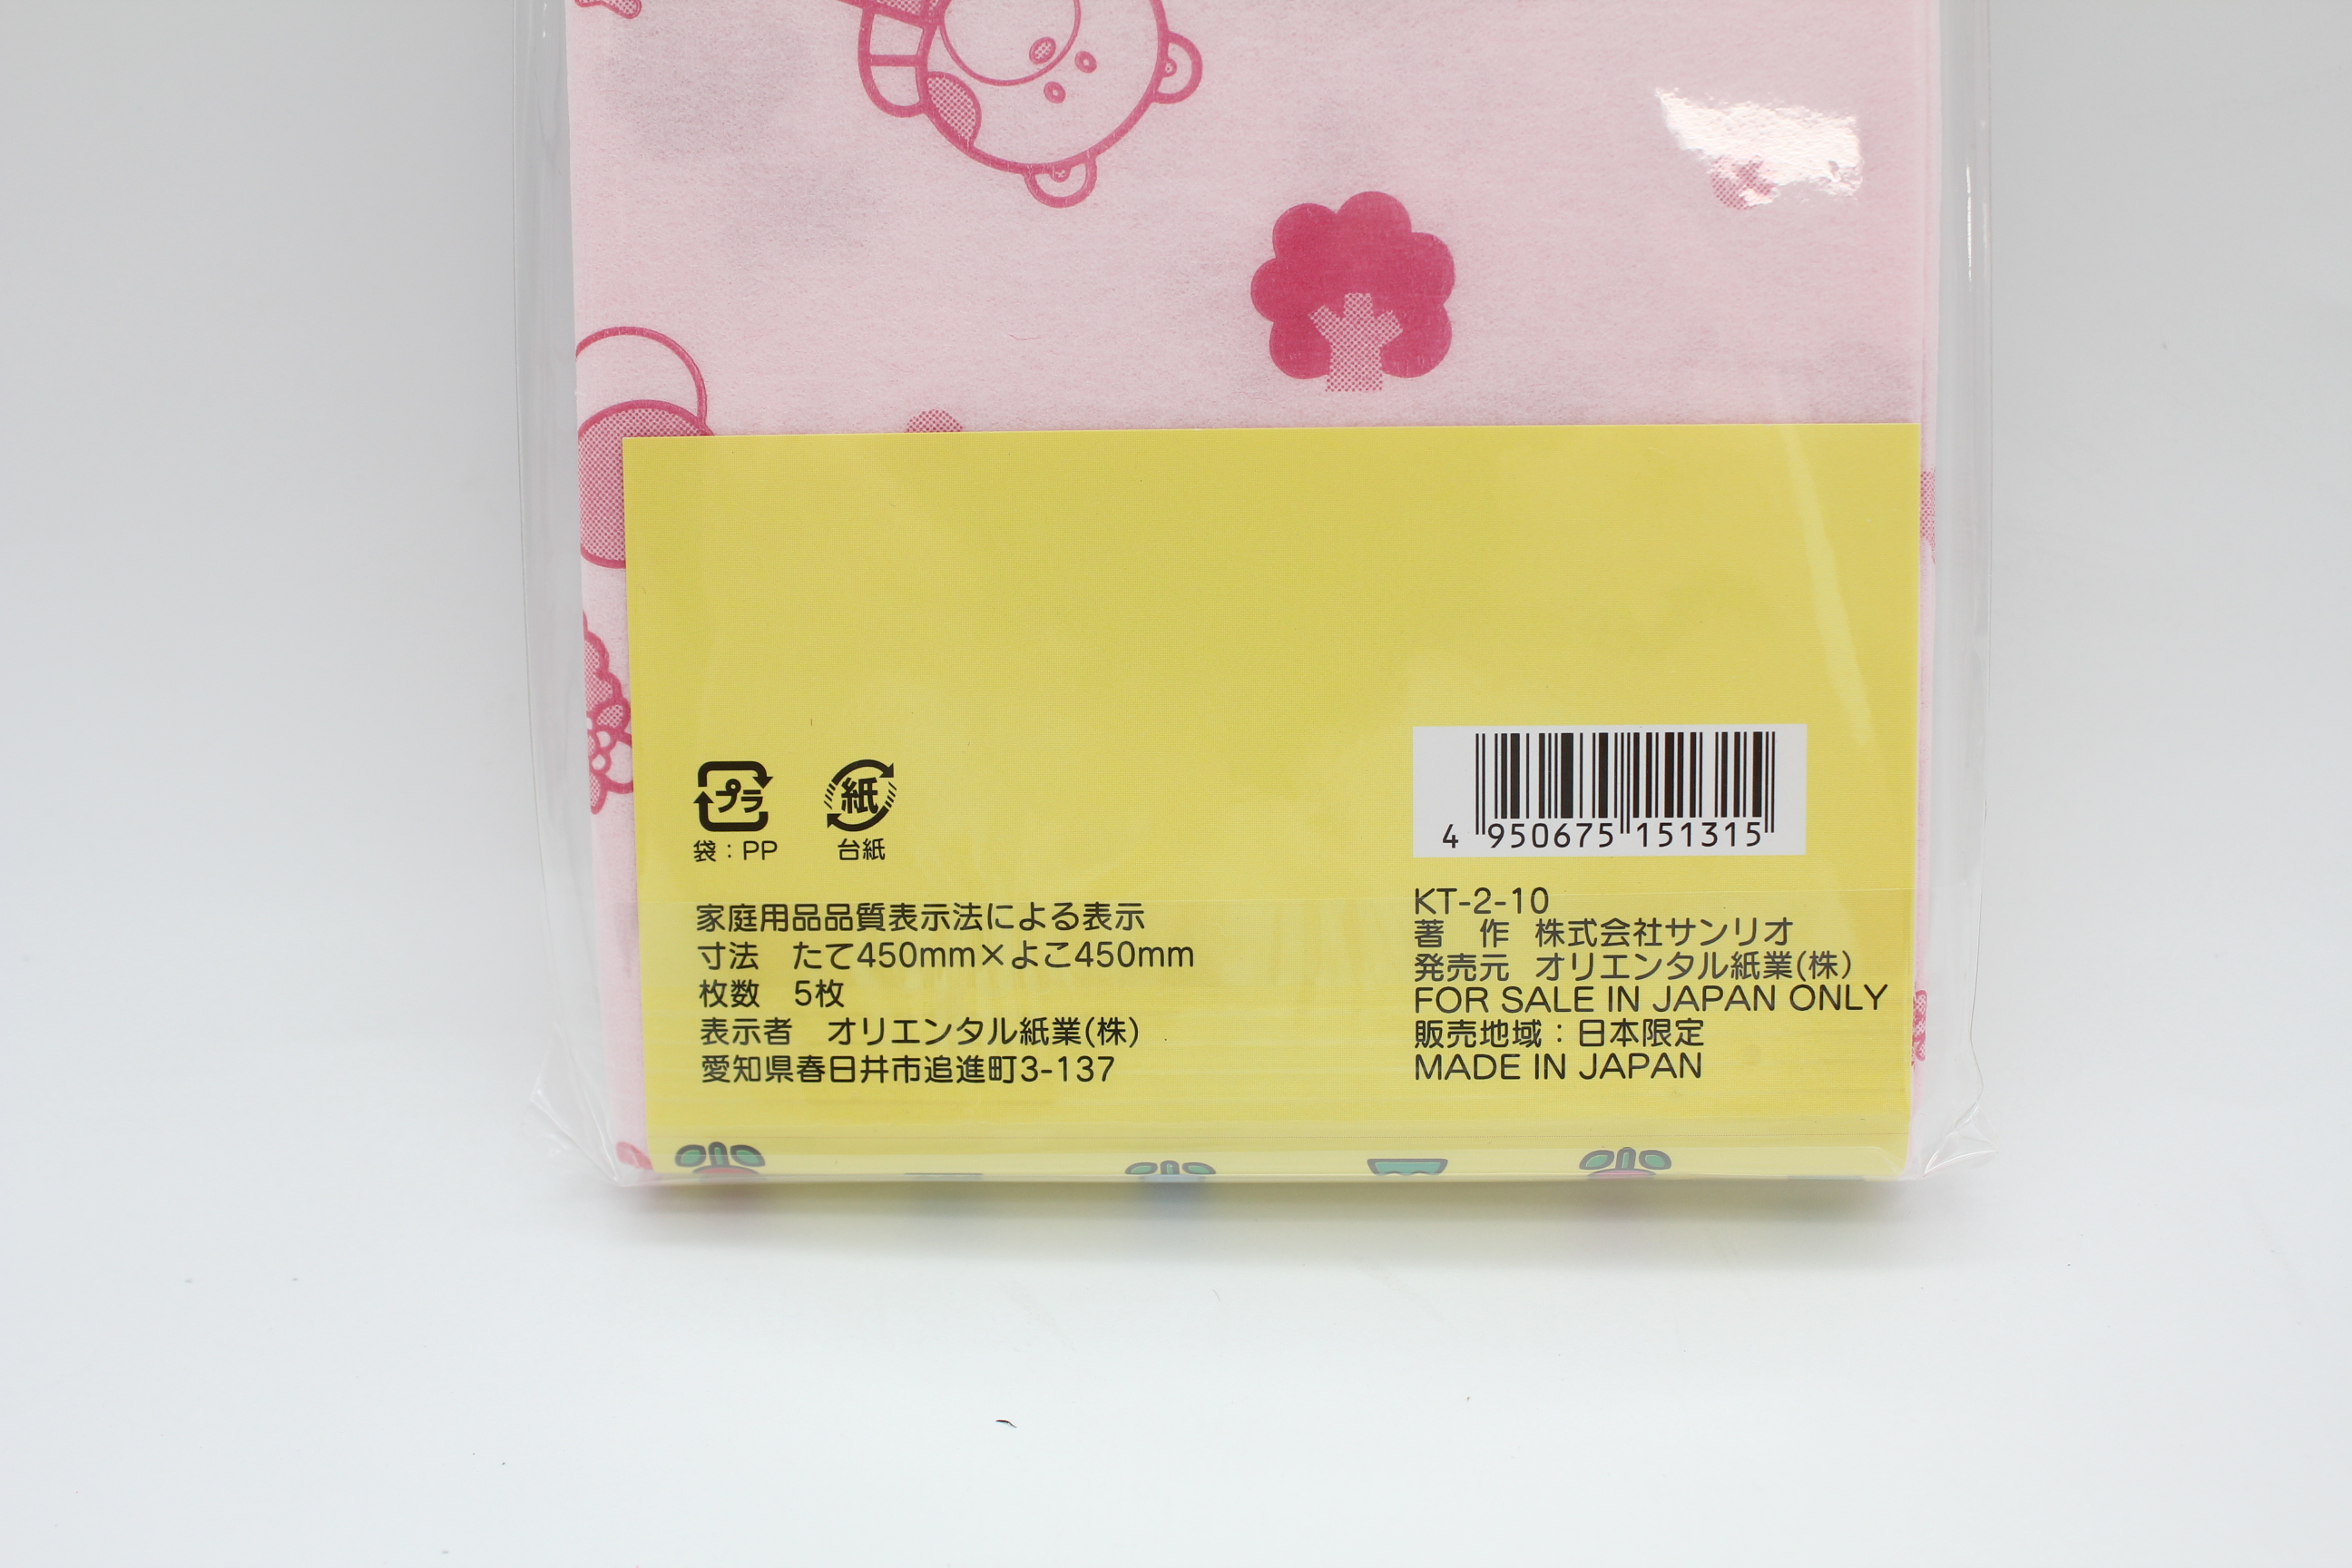 プラ
袋：PP
紙
台紙
家庭用品品質表示法による表示
寸法　たて450mm×よこ450mm
枚数　5枚
表示者　オリエンタル紙業(株)
愛知県春日井市追進町3-137
4 950675 151315
KT-2-10
著　作　株式会社サンリオ
発売元　オリエンタル紙業(株)
FOR SALE IN JAPAN ONLY
販売地域：日本限定
MADE IN JAPAN